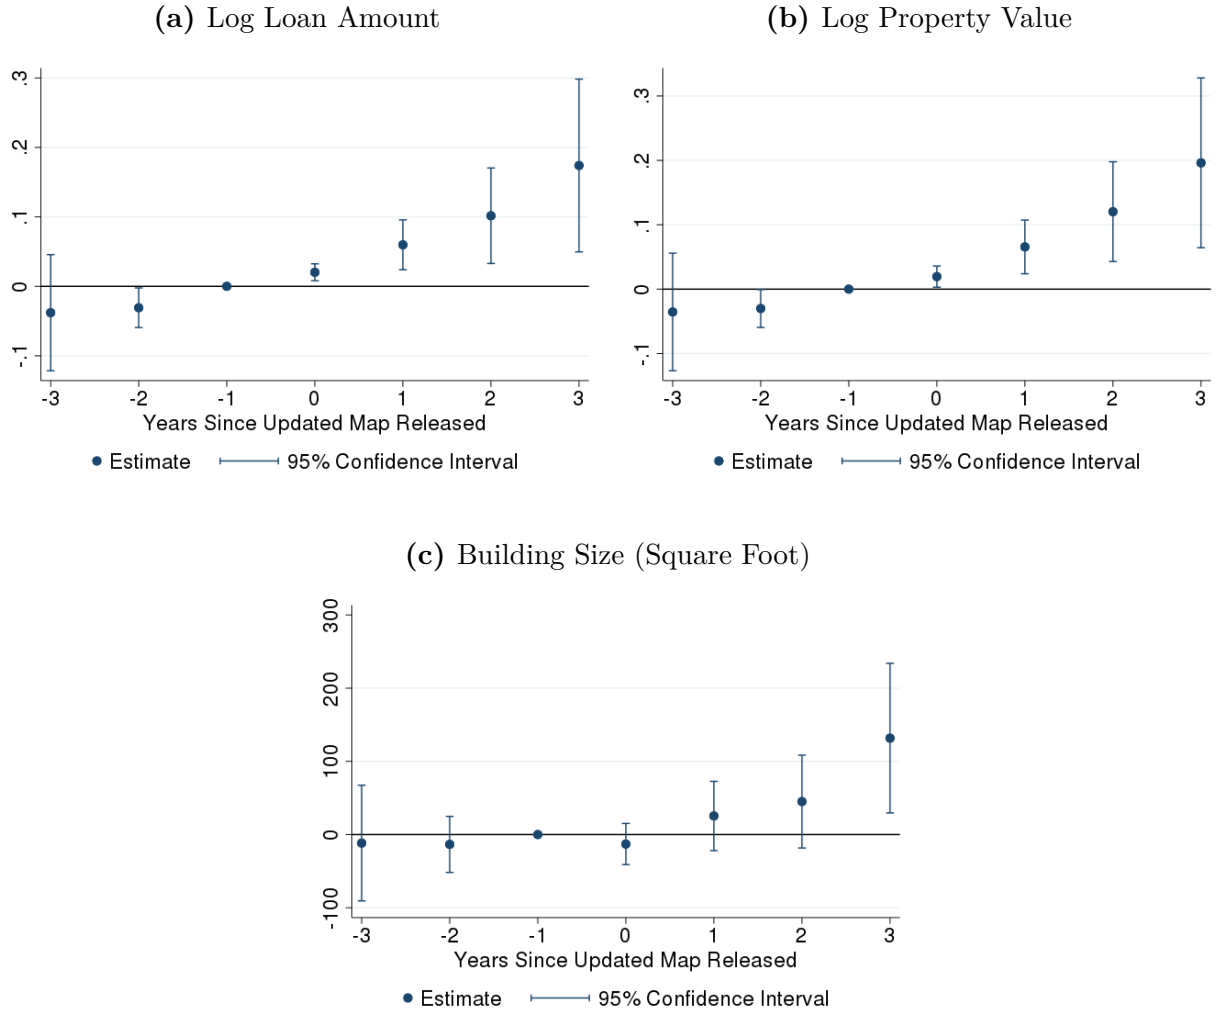 (a) Log Loan Amount
.3
.2
.1
0
-.1
-3 -2 -1 0 1 2 3
Years Since Updated Map Released
Estimate 95% Confidence Interval
(b) Log Property Value
.3
.2
.1
0
-.1
-3 -2 -1 0 1 2 3
Years Since Updated Map Released
Estimate 95% Confidence Interval
(c) Building Size (Square Foot)
300
200
100
0
-100
-3 -2 -1 0 1 2 3
Years Since Updated Map Released
Estimate 95% Confidence Interval